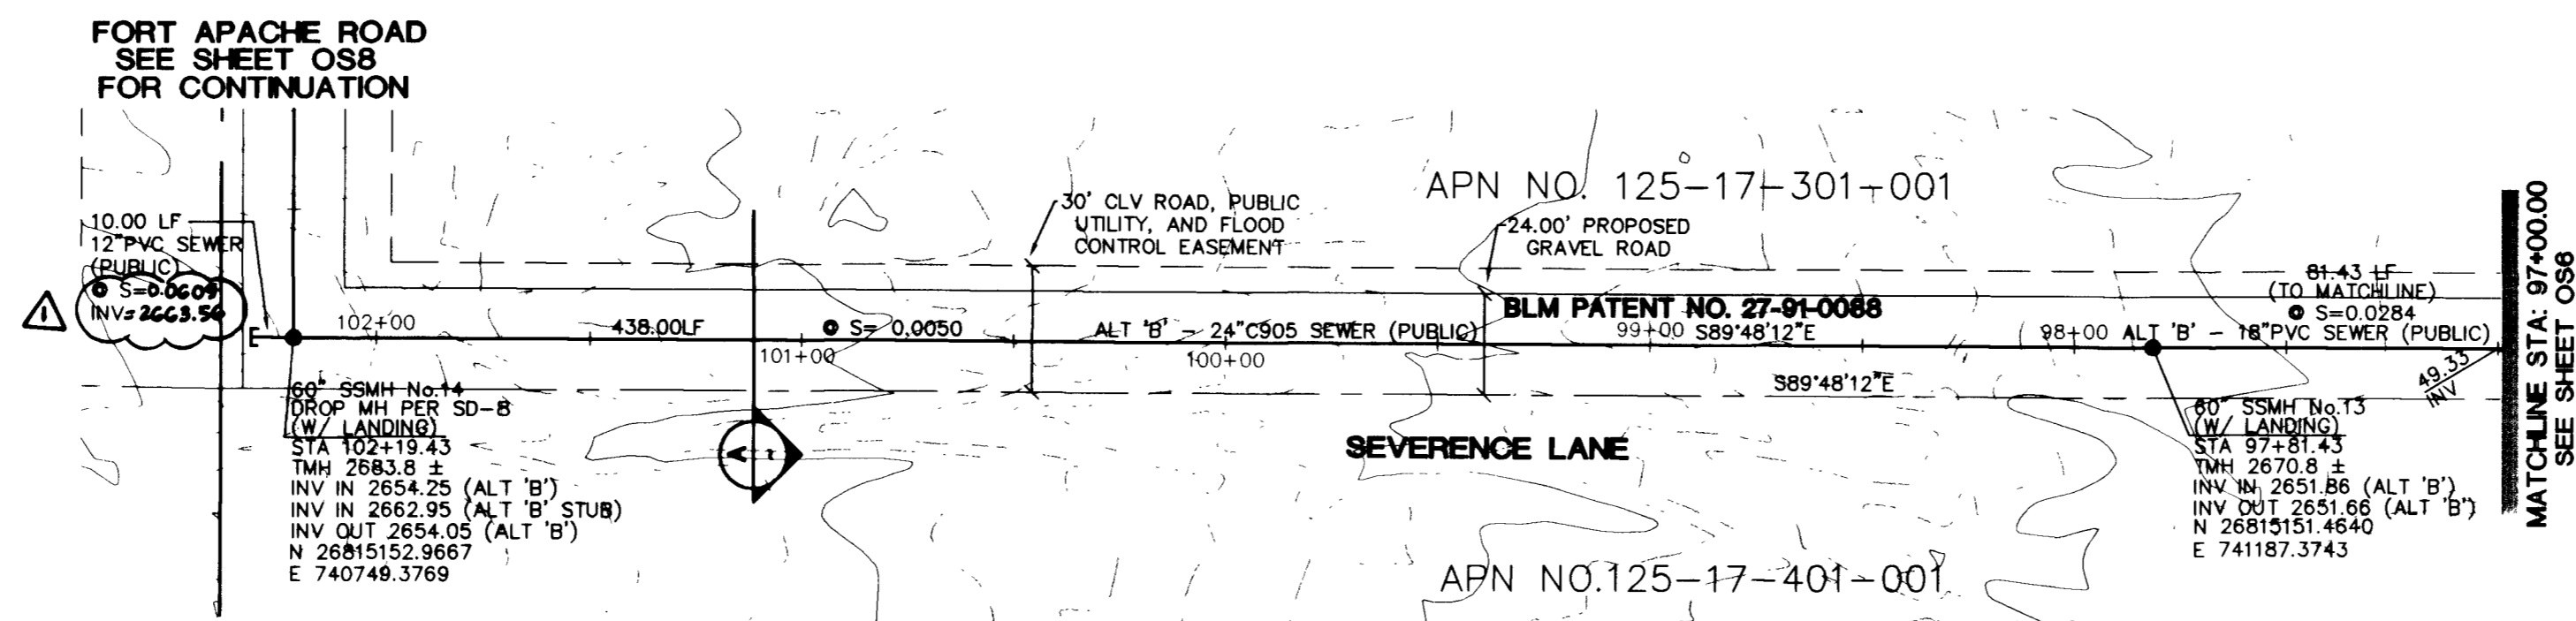 FORT APACHE ROAD
SEE SHEET OS8
FOR CONTINUATION
10.00 LF
12"PVC SEWER
(PUBLIC)
@ S=0.0609
INV=2663.56
1
102+00
438.00LF
@ S= 0.0050
101+00
ALT 'B' - 24"C905 SEWER (PUBLIC)
100+00
30' CLV ROAD, PUBLIC
UTILITY, AND FLOOD
CONTROL EASEMENT
APN NO. 125-17-301-001
24.00' PROPOSED
GRAVEL ROAD
BLM PATENT NO. 27-91-0088
99+00 S89°48'12"E
S89°48'12"E
98+00 ALT 'B' - 18"PVC SEWER (PUBLIC)
81.43 LF
(TO MATCHLINE)
@ S=0.0284
49.33
INV
MATCHLINE STA: 97+00.00
SEE SHEET OS8
60" SSMH No.14
DROP MH PER SD-8
(W/ LANDING)
STA 102+19.43
TMH 2683.8 ±
INV IN 2654.25 (ALT 'B')
INV IN 2662.95 (ALT 'B' STUB)
INV OUT 2654.05 (ALT 'B')
N 26815152.9667
E 740749.3769
A
SEVERENCE LANE
APN NO.125-17-401-001
60" SSMH No.13
(W/ LANDING)
STA 97+81.43
TMH 2670.8 ±
INV IN 2651.86 (ALT 'B')
INV OUT 2651.66 (ALT 'B')
N 26815151.4640
E 741187.3743